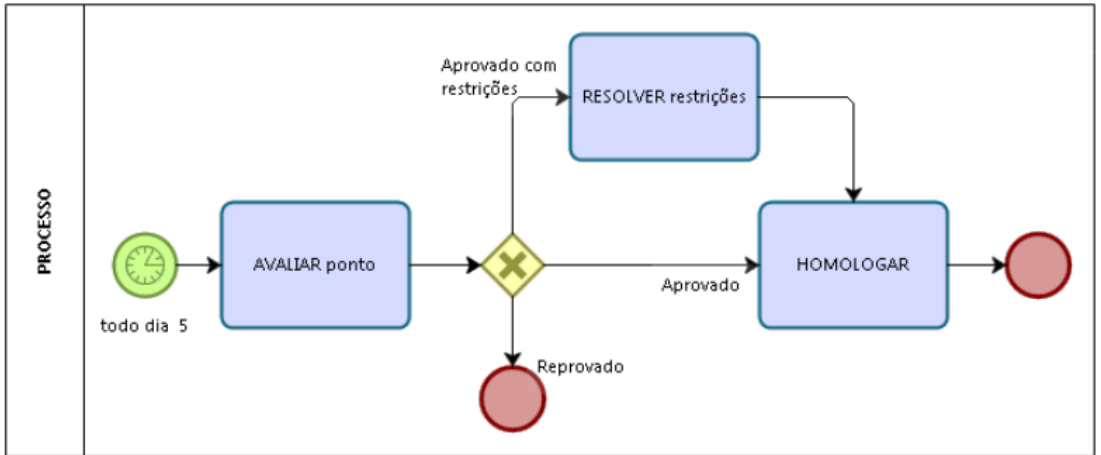 PROCESSO
todo dia 5
AVALIAR ponto
Aprovado com
restrições
RESOLVER restrições
Aprovado
HOMOLOGAR
Reprovado